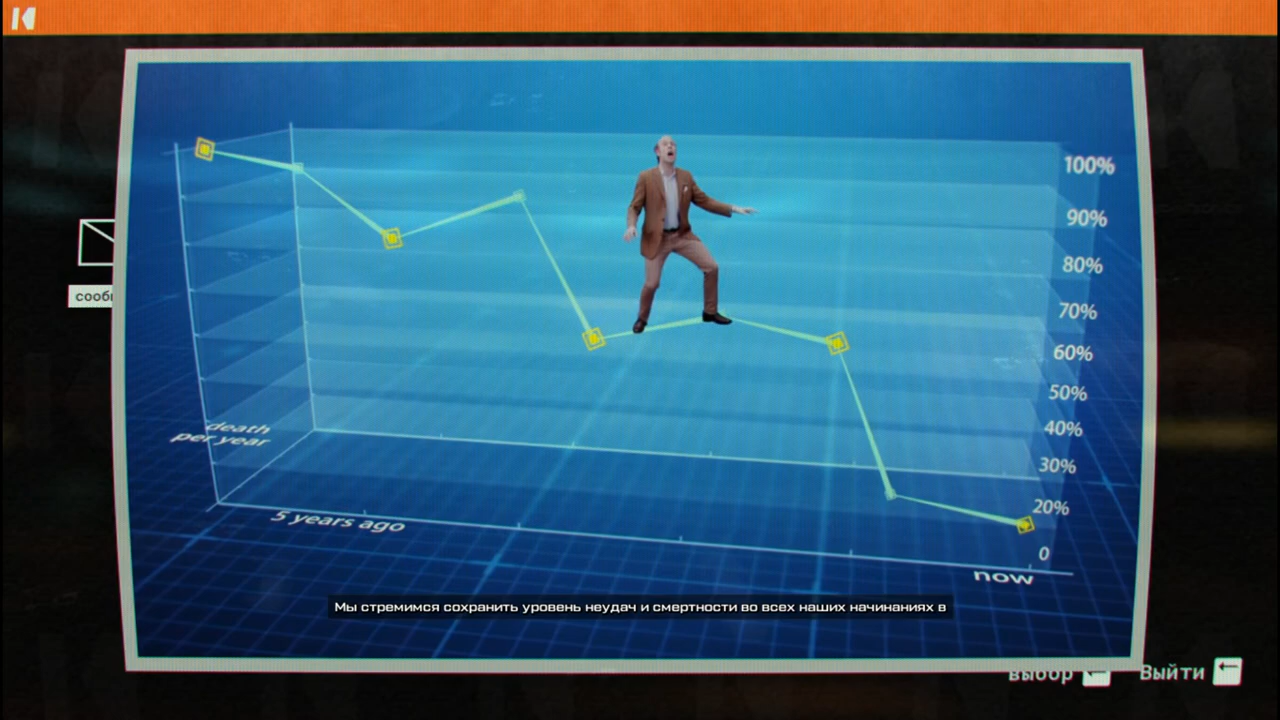 100%
90%
80%
70%
60%
50%
40%
30%
20%
0
death
per year
5 years ago
now
сооб
Мы стремимся сохранить уровень неудач и смертности во всех наших начинаниях в
выбор
Выйти